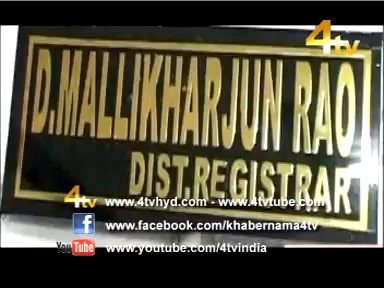 4tv
D.MALLIKHARJUN RAO
DIST.REGISTRAR
4tv
www.4tvhyd.com - www.4tvtube.com
f www.facebook.com/khabernama4tv
YouTube www.youtube.com/4tvindia